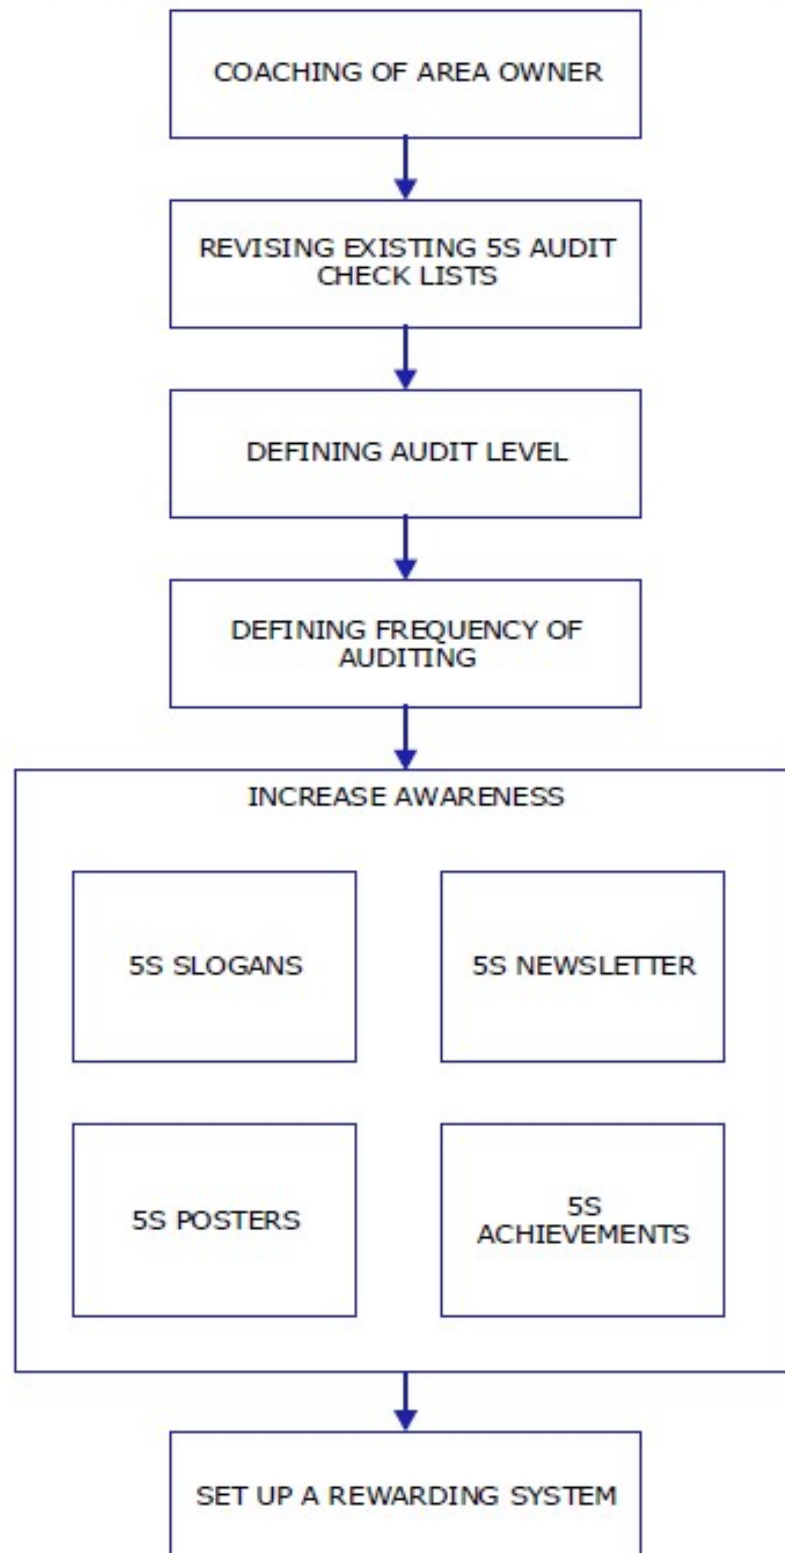 COACHING OF AREA OWNER
REVISING EXISTING 5S AUDIT
CHECK LISTS
DEFINING AUDIT LEVEL
DEFINING FREQUENCY OF
AUDITING
INCREASE AWARENESS
5S SLOGANS
5S NEWSLETTER
5S POSTERS
5S
ACHIEVEMENTS
SET UP A REWARDING SYSTEM